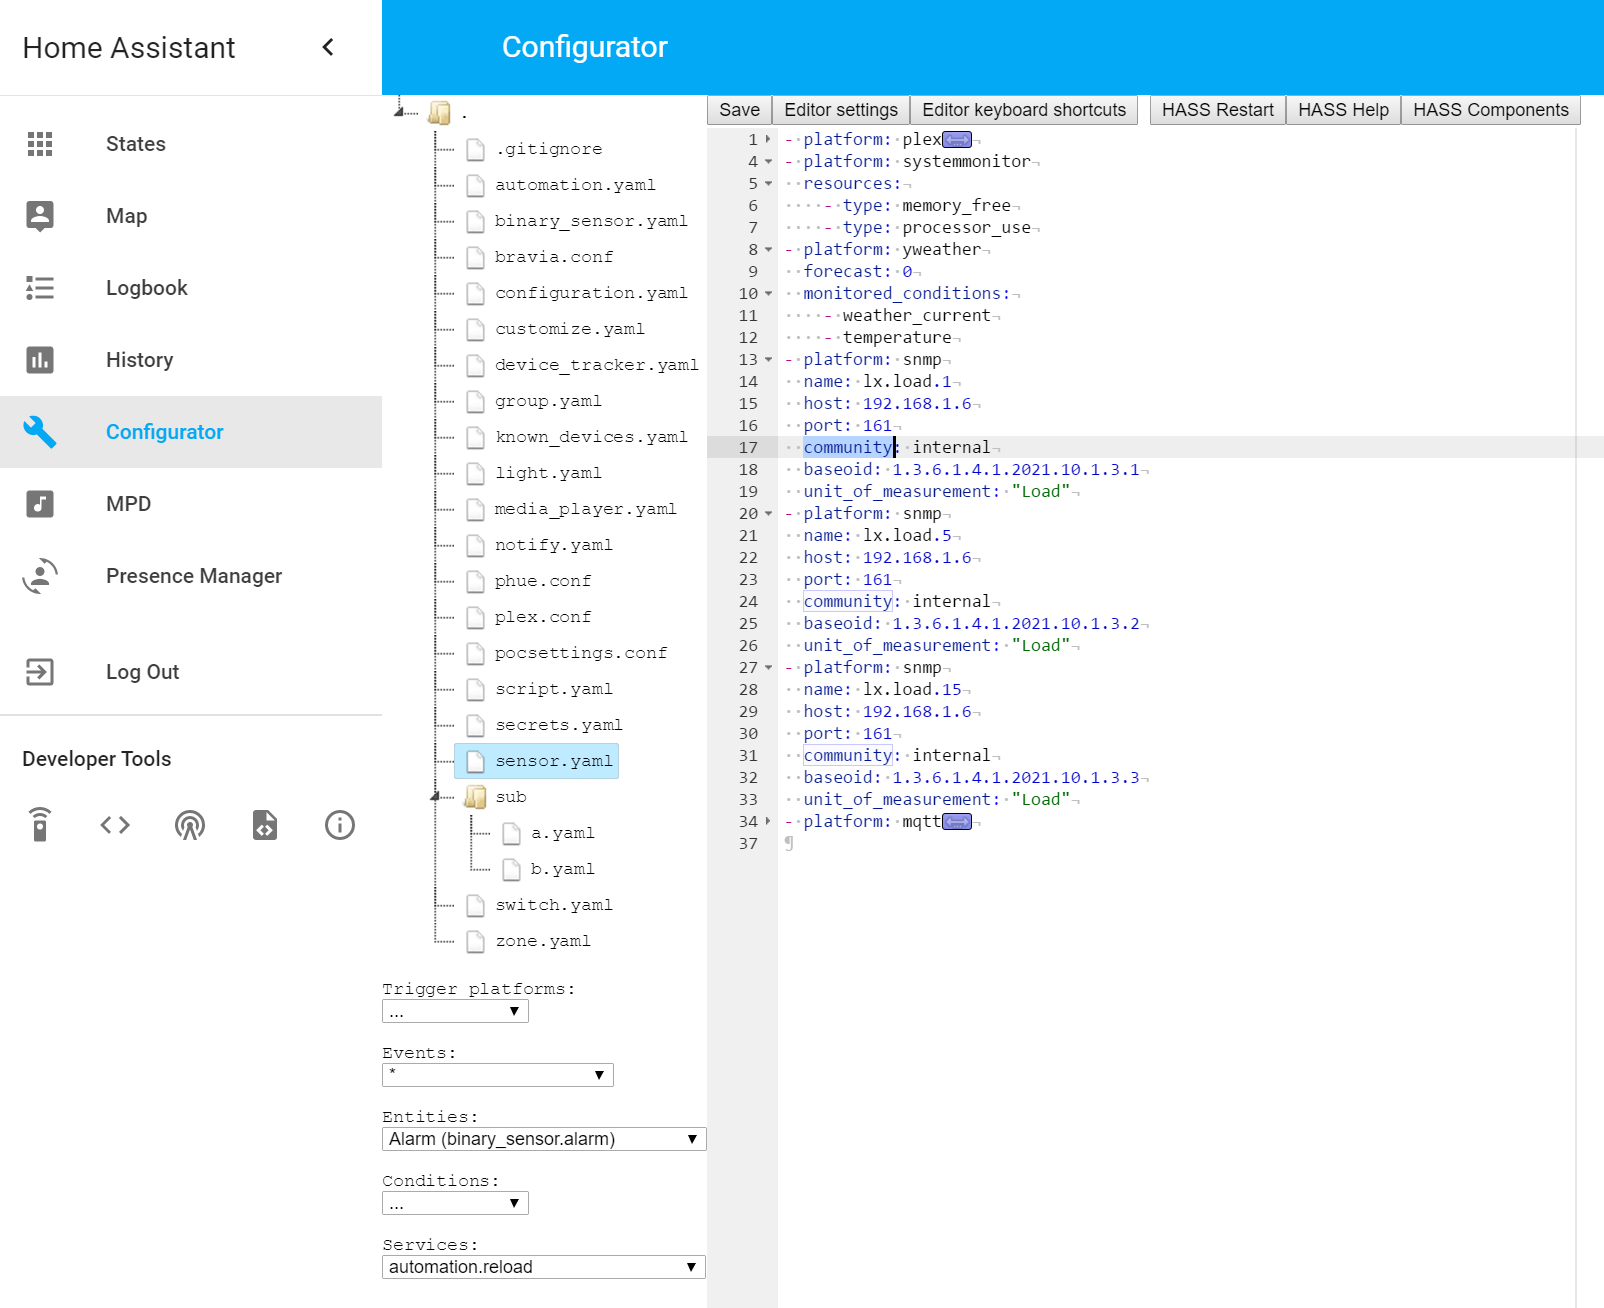 Home Assistant
Configurator
States
Map
Logbook
History
Configurator
MPD
Presence Manager
Log Out
Developer Tools
.
.gitignore
automation.yaml
binary_sensor.yaml
bravia.conf
configuration.yaml
customize.yaml
device_tracker.yaml
group.yaml
known_devices.yaml
light.yaml
media_player.yaml
notify.yaml
phue.conf
plex.conf
pocsettings.conf
script.yaml
secrets.yaml
sensor.yaml
sub
a.yaml
b.yaml
switch.yaml
zone.yaml
Trigger platforms:
...
Events:
*
Entities:
Alarm (binary_sensor.alarm)
Conditions:
...
Services:
automation.reload
Save Editor settings Editor keyboard shortcuts HASS Restart HASS Help HASS Components
1 - platform: plex
4 - platform: systemmonitor
5   resources:
6     - type: memory_free
7     - type: processor_use
8 - platform: yweather
9   forecast: 0
10   monitored_conditions:
11     - weather_current
12     - temperature
13 - platform: snmp
14   name: lx.load.1
15   host: 192.168.1.6
16   port: 161
17   community: internal
18   baseoid: 1.3.6.1.4.1.2021.10.1.3.1
19   unit_of_measurement: "Load"
20 - platform: snmp
21   name: lx.load.5
22   host: 192.168.1.6
23   port: 161
24   community: internal
25   baseoid: 1.3.6.1.4.1.2021.10.1.3.2
26   unit_of_measurement: "Load"
27 - platform: snmp
28   name: lx.load.15
29   host: 192.168.1.6
30   port: 161
31   community: internal
32   baseoid: 1.3.6.1.4.1.2021.10.1.3.3
33   unit_of_measurement: "Load"
34 - platform: mqtt
37 ¶